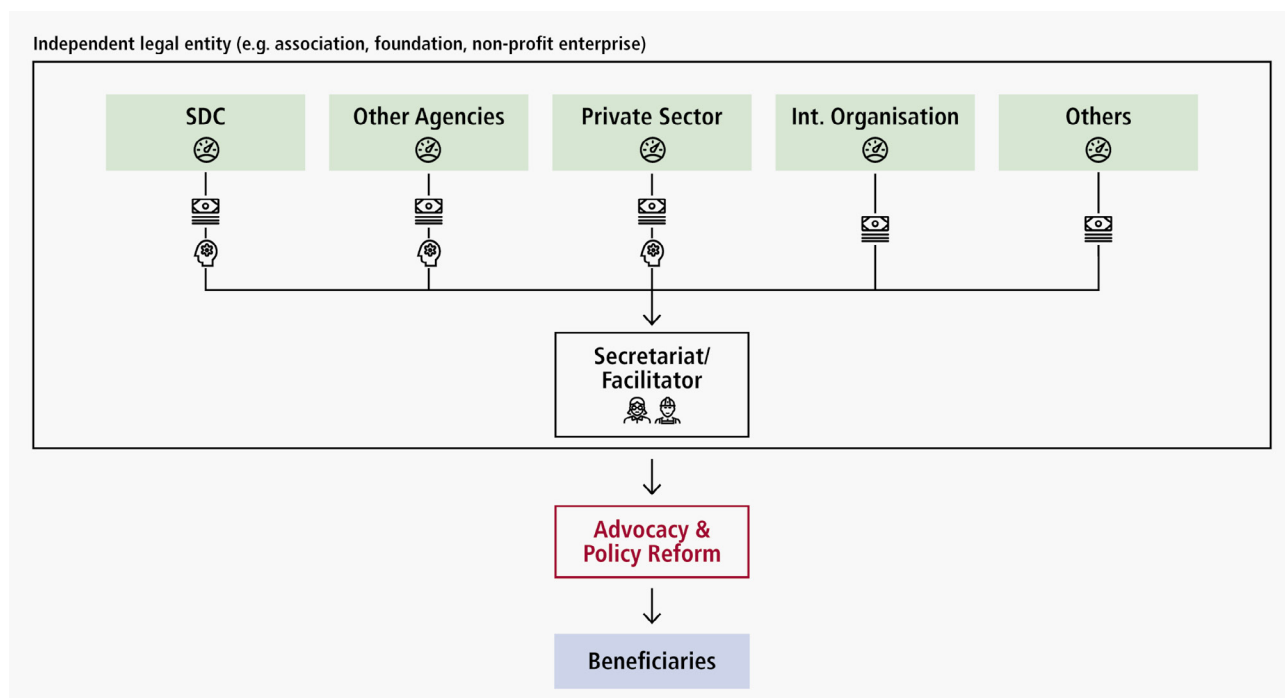 Independent legal entity (e.g. association, foundation, non-profit enterprise)
SDC
Other Agencies
Private Sector
Int. Organisation
Others
Secretariat/
Facilitator
Advocacy &
Policy Reform
Beneficiaries